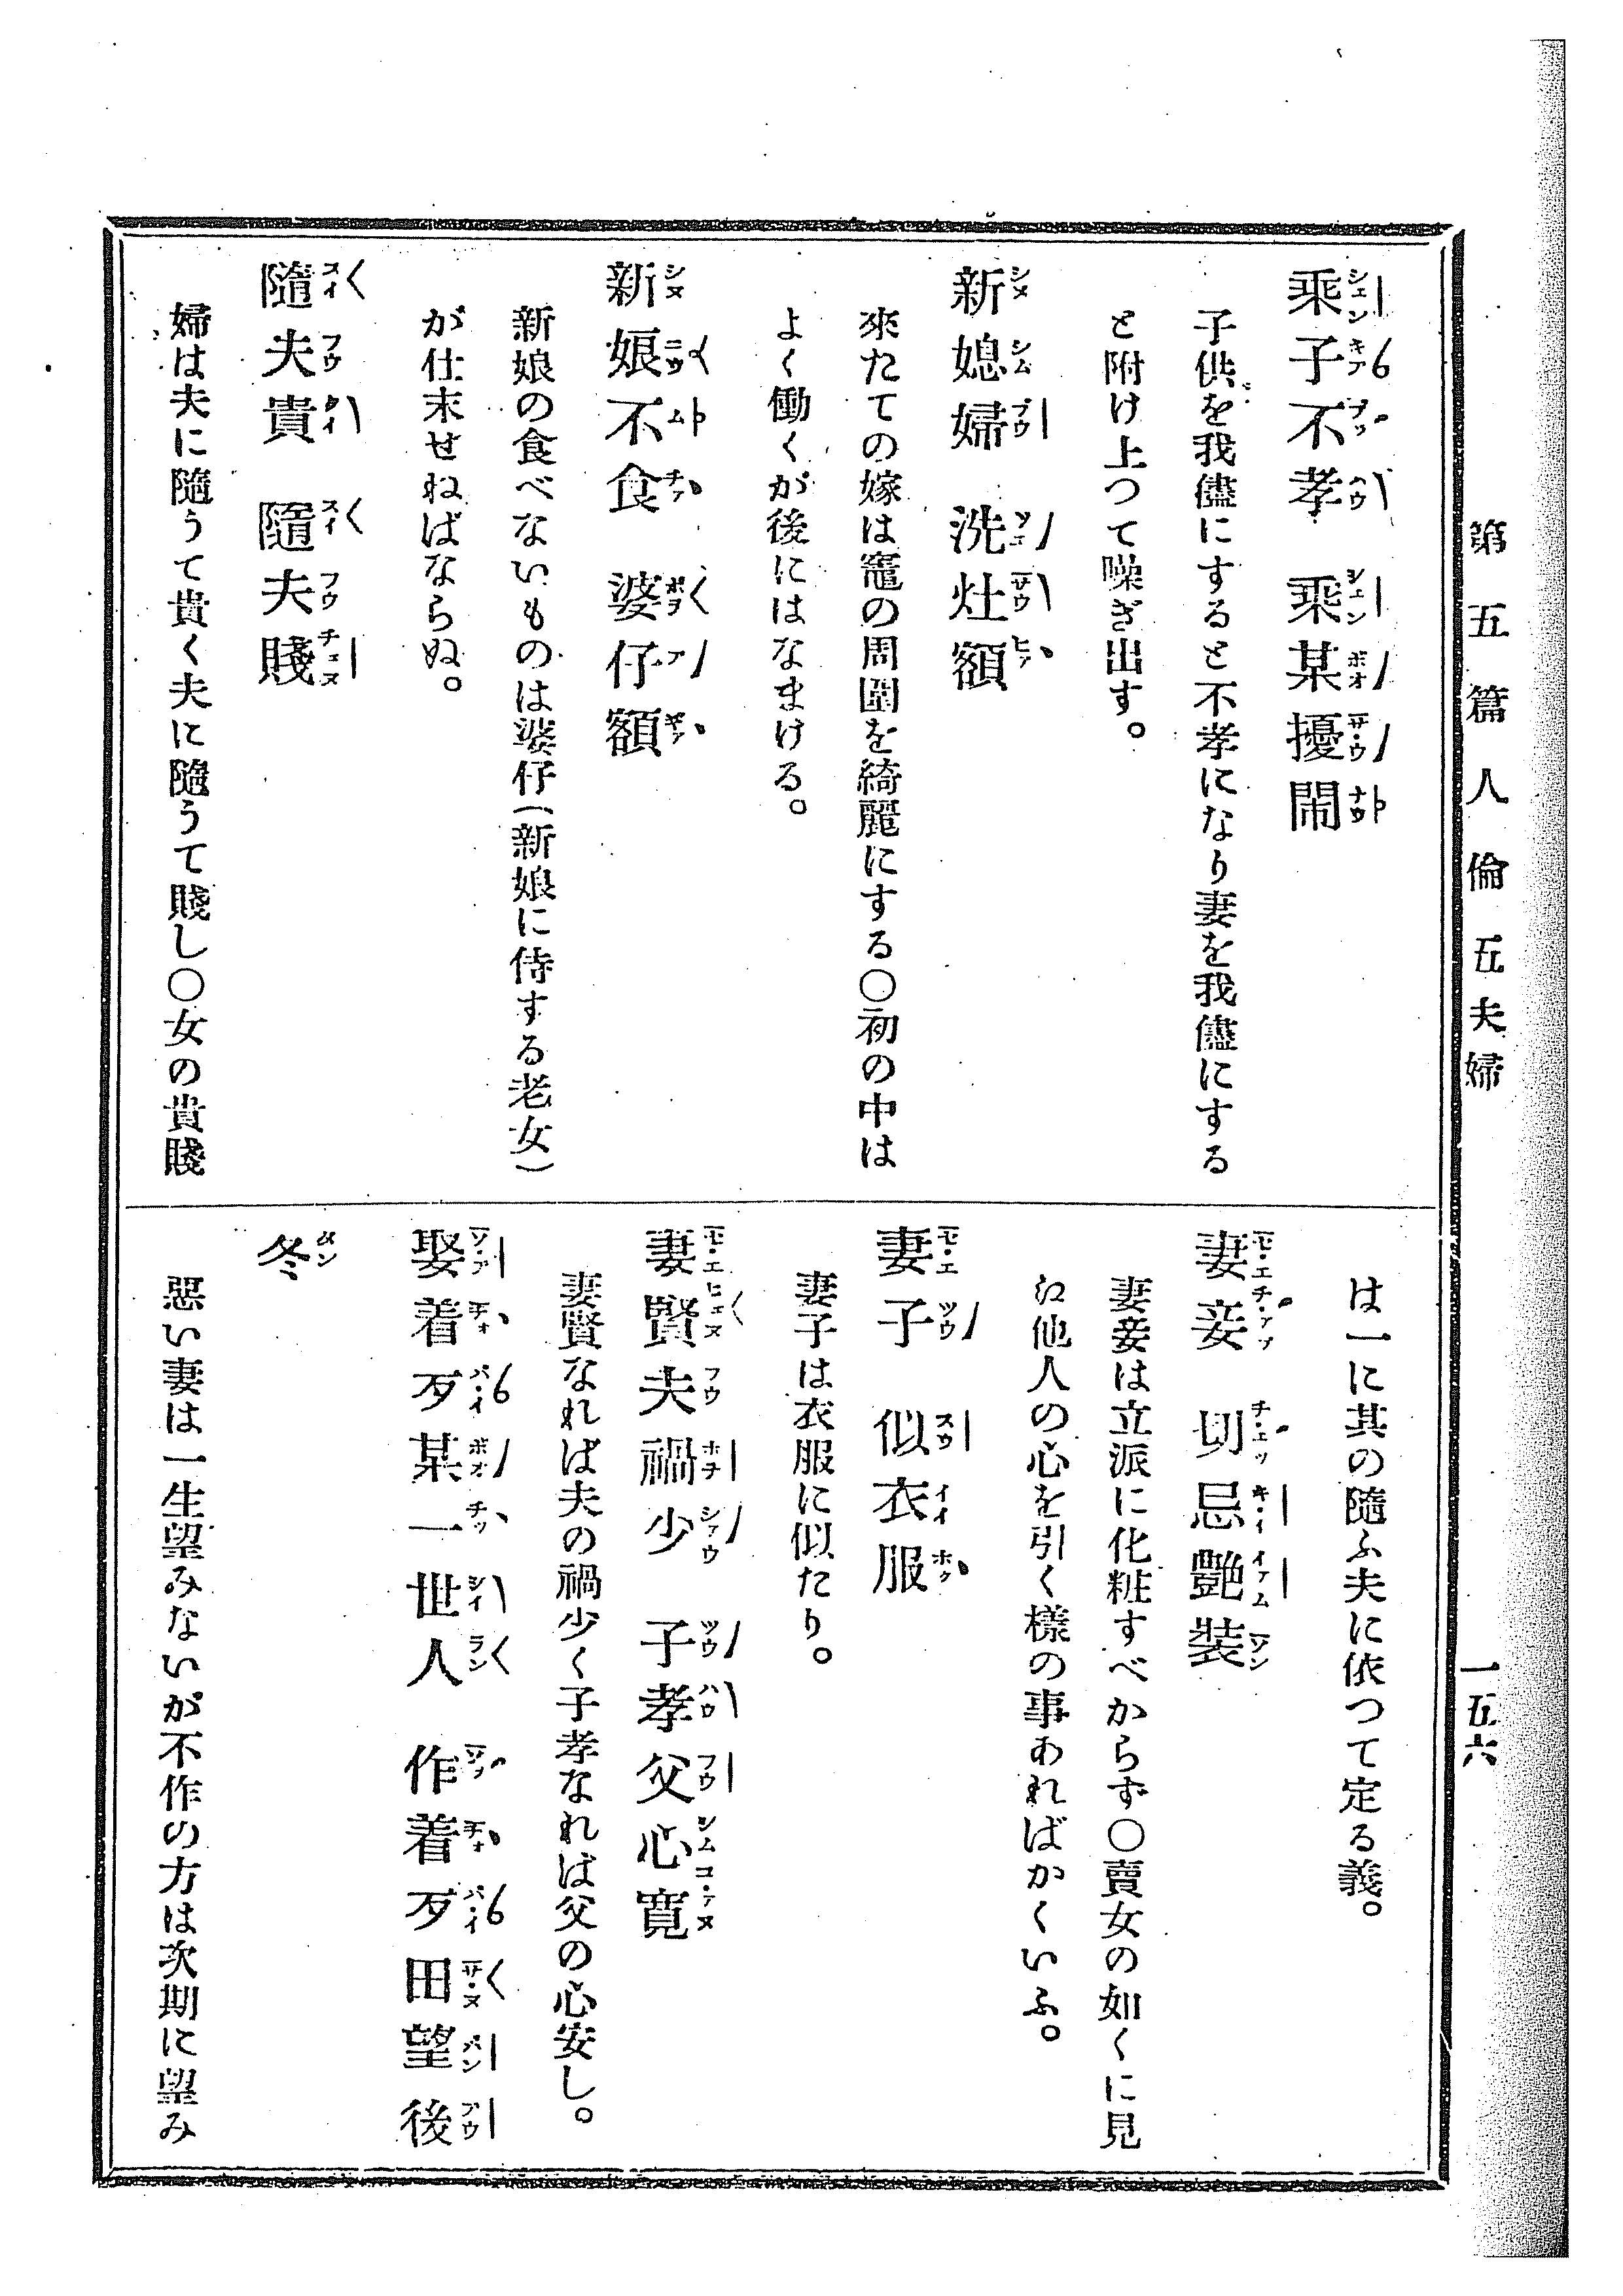 第五篇 人倫 五夫婦
一五六
乘子不孝 乘某擾鬧
子供を我儘にすると不孝になり妻を我儘にする
と附け上つて噪ぎ出す。
新媳婦 洗灶額
來たての嫁は竈の周圍を綺麗にする〇初の中は
よく働くが後にはなまける。
新娘不食 婆仔額
新娘の食べないものは婆仔(新娘に侍する老女)
が仕末せねばならぬ。
隨夫貴 隨夫賤
婦は夫に隨うて貴く夫に隨うて賤し〇女の貴賤
は一に其の隨ふ夫に依つて定る義。
妻妾 切忌艷裝
妻妾は立派に化粧すべからず〇賣女の如くに見
江他人の心を引く樣の事あればかくいふ。
妻子 似衣服
妻子は衣服に似たり。
妻賢夫禍少 子孝父心寬
妻賢なれば夫の禍少く子孝なれば父の心安し。
娶着歹某一世人 作着歹田望後
冬
惡い妻は一生望みないが不作の方は次期に望み